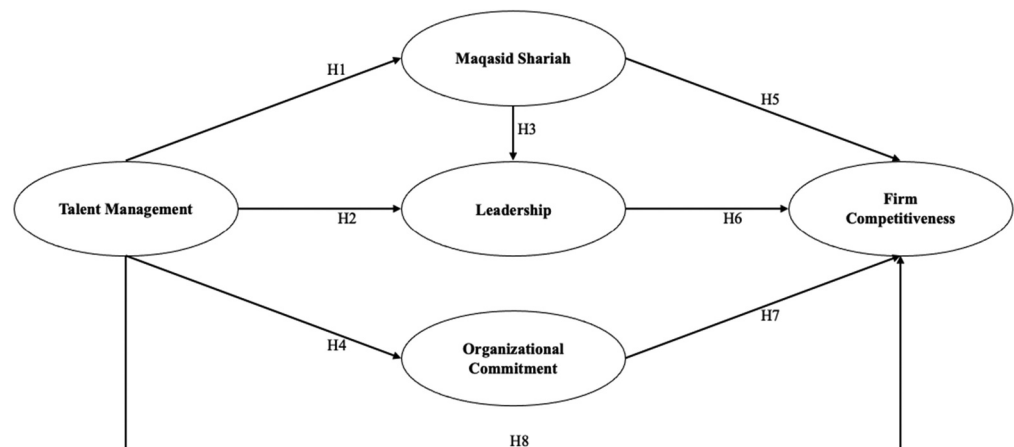 Maqasid Shariah
H1
H5
H3
Talent Management
H2
Leadership
H6
Firm
Competitiveness
H4
Organizational
Commitment
H7
H8